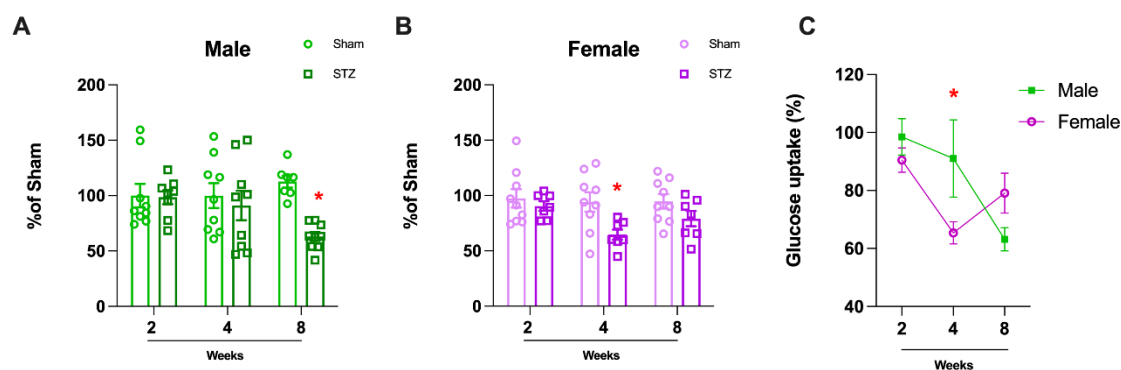 A
Male
Sham
STZ
%of Sham
200
150
100
50
0
*
2 4 8
Weeks
B
Female
Sham
STZ
%of Sham
200
150
100
50
0
*
2 4 8
Weeks
C
Glucose uptake (%)
120
100
80
60
40
*
Male
Female
2 4 8
Weeks